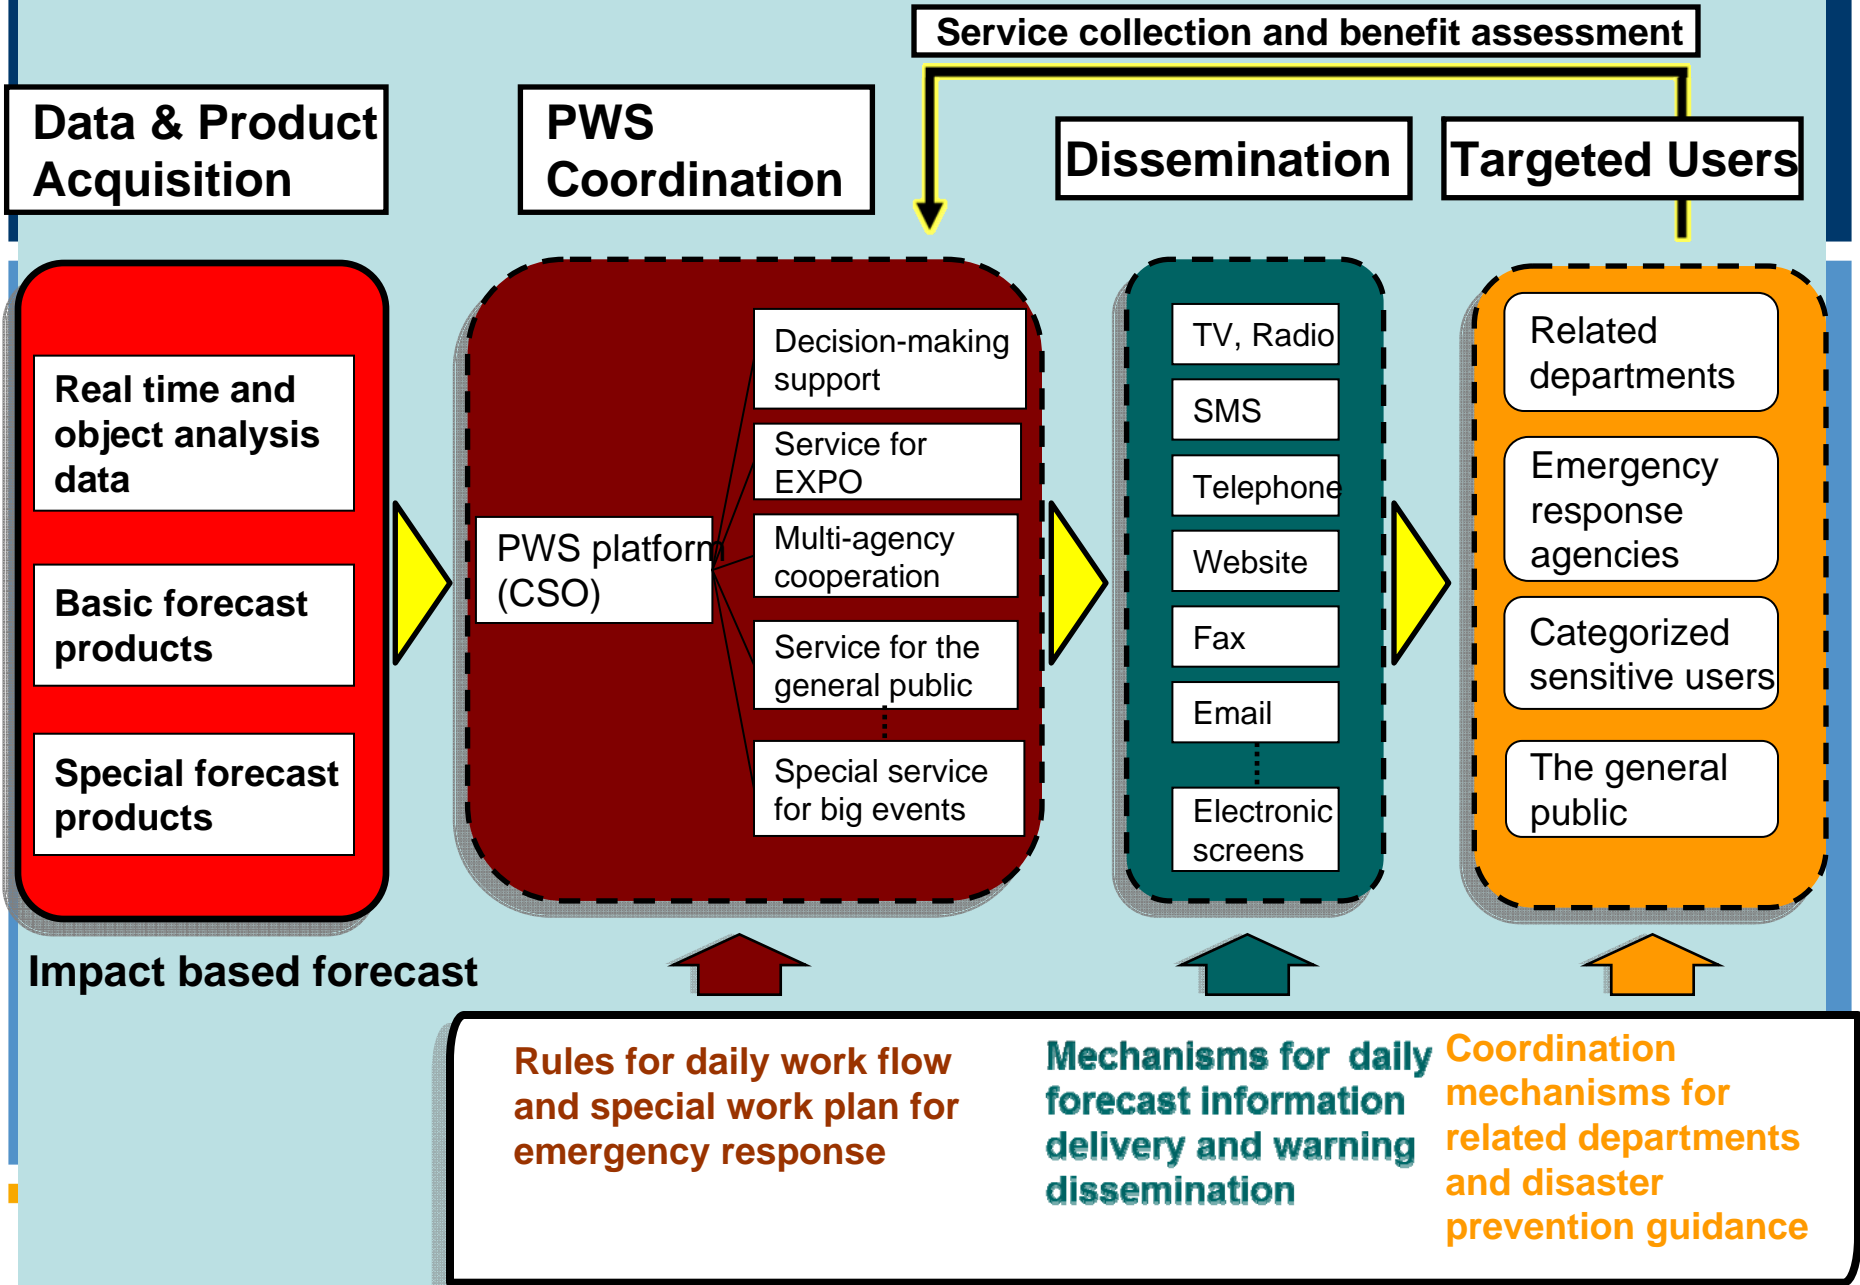 Service collection and benefit assessment
Data & Product
Acquisition
PWS
Coordination
Dissemination
Targeted Users
Real time and
object analysis
data
Basic forecast
products
Special forecast
products
PWS platform
(CSO)
Decision-making
support
Service for
EXPO
Multi-agency
cooperation
Service for the
general public
Special service
for big events
TV, Radio
SMS
Telephone
Website
Fax
Email
Electronic
screens
Related
departments
Emergency
response
agencies
Categorized
sensitive users
The general
public
Impact based forecast
Rules for daily work flow
and special work plan for
emergency response
Mechanisms for daily
forecast information
delivery and warning
dissemination
Coordination
mechanisms for
related departments
and disaster
prevention guidance